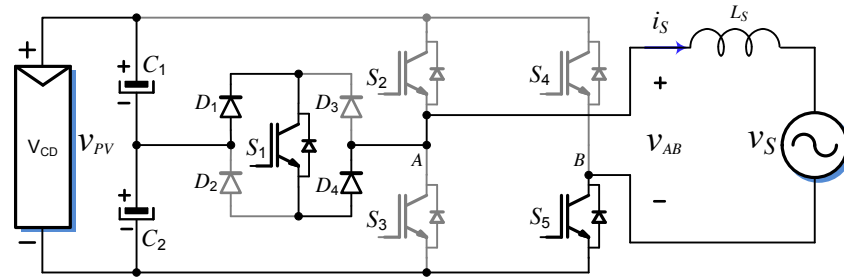 +
V_CD
−
v_PV
+
C_1
−
+
C_2
−
D_1
D_2
S_1
D_3
D_4
S_2
S_3
A
S_4
B
S_5
i_S
L_S
+
v_AB
−
v_S